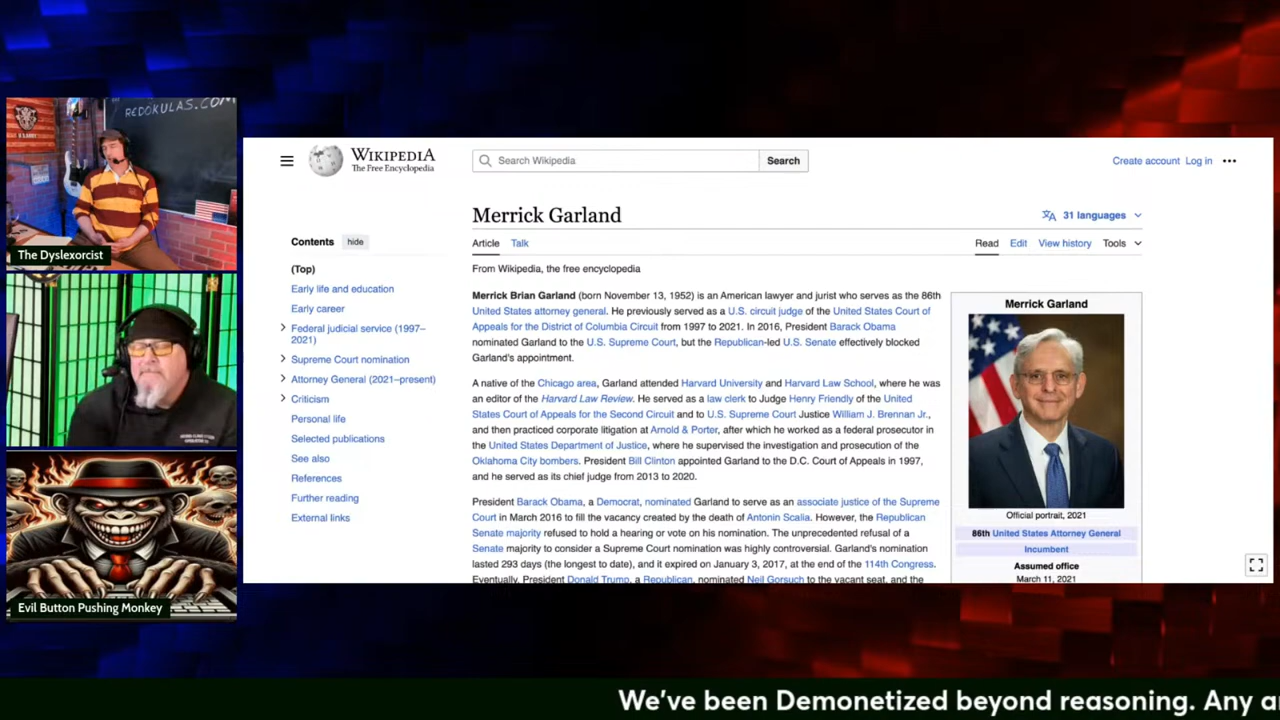 REDOKULAS.COM
The Dyslexorcist
Evil Button Pushing Monkey
WIKIPEDIA
The Free Encyclopedia
Search Wikipedia
Search
Create account Log in
Merrick Garland
31 languages
Contents hide
Article Talk
Read Edit View history Tools
(Top)
Early life and education
Early career
Federal judicial service (1997–
2021)
Supreme Court nomination
Attorney General (2021–present)
Criticism
Personal life
Selected publications
See also
References
Further reading
External links
From Wikipedia, the free encyclopedia
Merrick Brian Garland (born November 13, 1952) is an American lawyer and jurist who serves as the 86th
United States attorney general. He previously served as a U.S. circuit judge of the United States Court of
Appeals for the District of Columbia Circuit from 1997 to 2021. In 2016, President Barack Obama
nominated Garland to the U.S. Supreme Court, but the Republican-led U.S. Senate effectively blocked
Garland's appointment.
A native of the Chicago area, Garland attended Harvard University and Harvard Law School, where he was
an editor of the Harvard Law Review. He served as a law clerk to Judge Henry Friendly of the United
States Court of Appeals for the Second Circuit and to U.S. Supreme Court Justice William J. Brennan Jr.,
and then practiced corporate litigation at Arnold & Porter, after which he worked as a federal prosecutor in
the United States Department of Justice, where he supervised the investigation and prosecution of the
Oklahoma City bombers. President Bill Clinton appointed Garland to the D.C. Court of Appeals in 1997,
and he served as its chief judge from 2013 to 2020.
President Barack Obama, a Democrat, nominated Garland to serve as an associate justice of the Supreme
Court in March 2016 to fill the vacancy created by the death of Antonin Scalia. However, the Republican
Senate majority refused to hold a hearing or vote on his nomination. The unprecedented refusal of a
Senate majority to consider a Supreme Court nomination was highly controversial. Garland's nomination
lasted 293 days (the longest to date), and it expired on January 3, 2017, at the end of the 114th Congress.
Eventually, President Donald Trump, a Republican, nominated Neil Gorsuch to the vacant seat, and the
Merrick Garland
Official portrait, 2021
86th United States Attorney General
Incumbent
Assumed office
March 11, 2021
We've been Demonetized beyond reasoning. Any